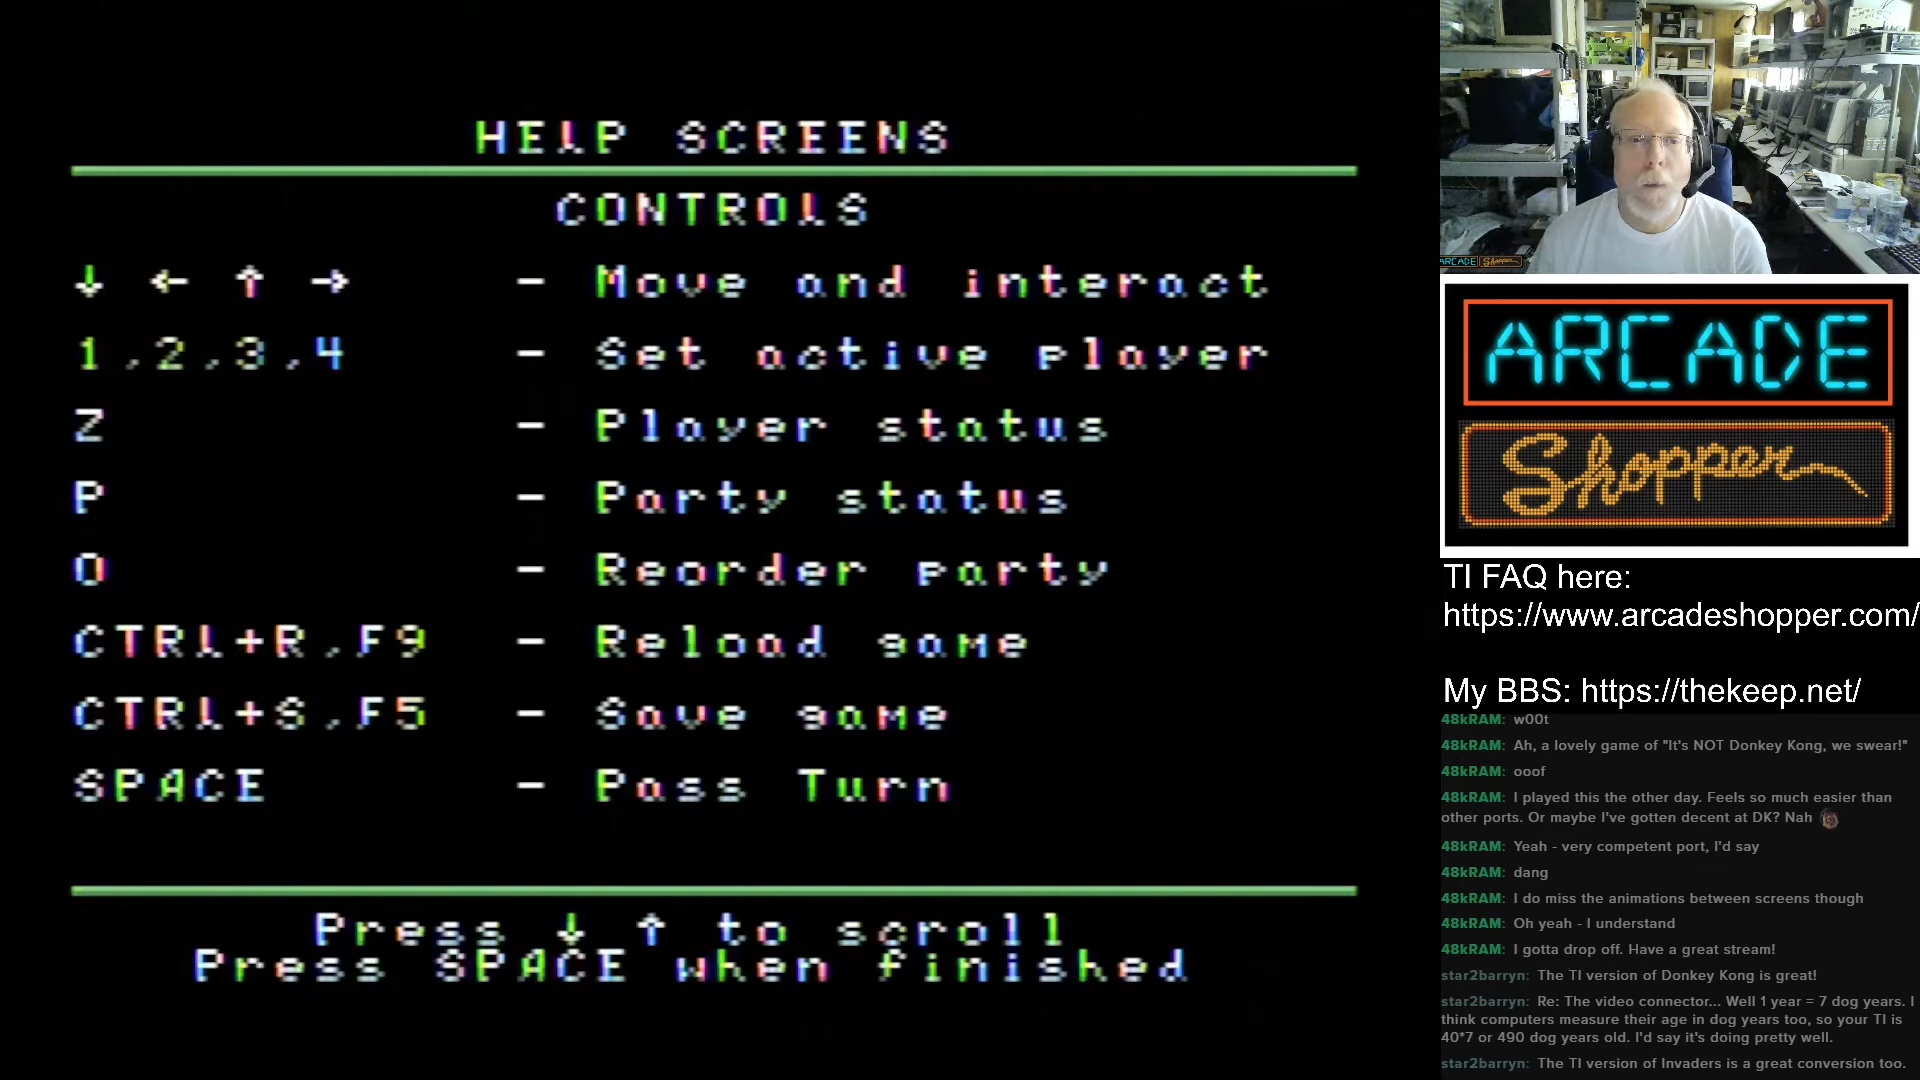 HELP SCREENS
CONTROLS
↓ ← ↑ → - Move and interact
1,2,3,4 - Set active player
Z - Player status
P - Party status
O - Reorder party
CTRL+R,F9 - Reload game
CTRL+S,F5 - Save game
SPACE - Pass Turn
Press ↓ ↑ to scroll
Press SPACE when finished
ARCADE Shopper
ARCADE
Shopper
TI FAQ here:
https://www.arcadeshopper.com/
My BBS: https://thekeep.net/
48kRAM: w00t
48kRAM: Ah, a lovely game of "It's NOT Donkey Kong, we swear!"
48kRAM: ooof
48kRAM: I played this the other day. Feels so much easier than
other ports. Or maybe I've gotten decent at DK? Nah
48kRAM: Yeah - very competent port, I'd say
48kRAM: dang
48kRAM: I do miss the animations between screens though
48kRAM: Oh yeah - I understand
48kRAM: I gotta drop off. Have a great stream!
star2barryn: The TI version of Donkey Kong is great!
star2barryn: Re: The video connector... Well 1 year = 7 dog years. I
think computers measure their age in dog years too, so your TI is
40*7 or 490 dog years old. I'd say it's doing pretty well.
star2barryn: The TI version of Invaders is a great conversion too.